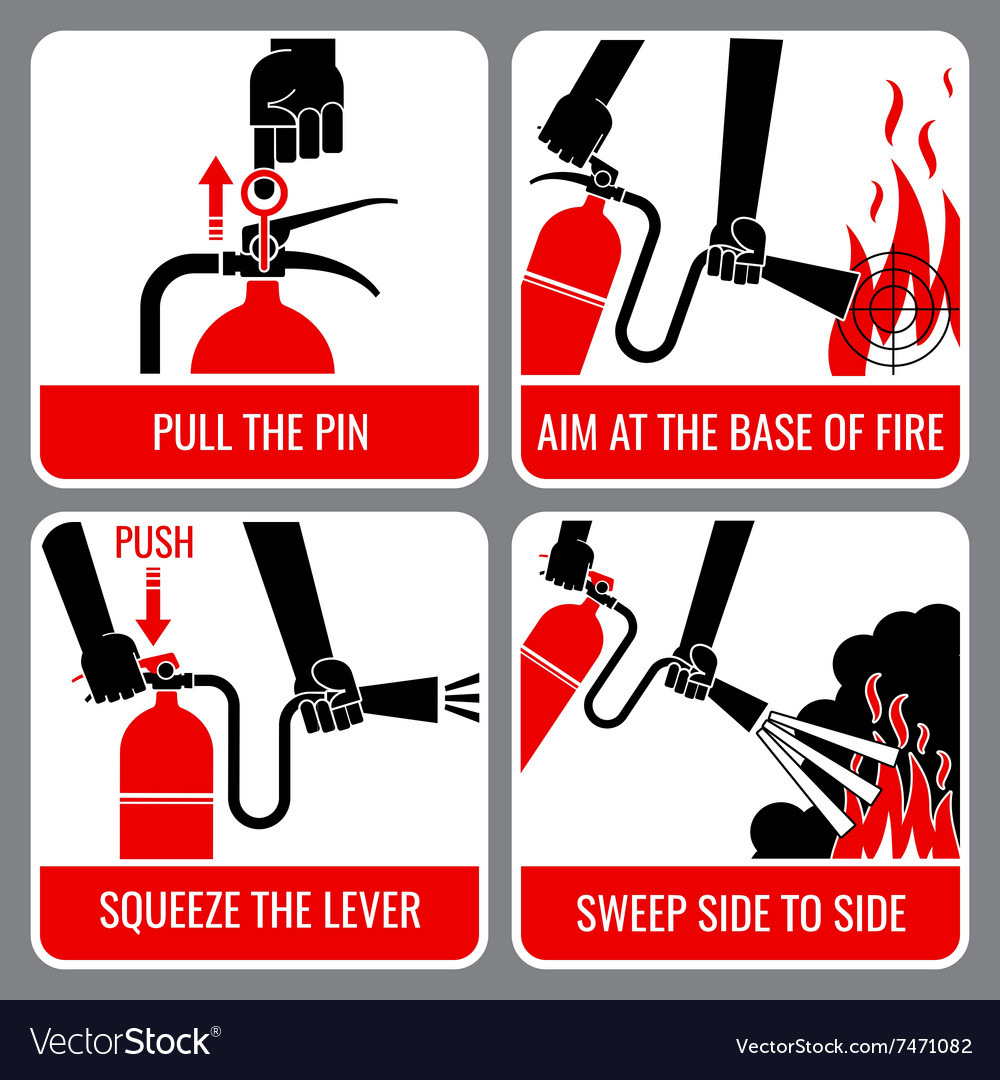 PULL THE PIN
AIM AT THE BASE OF FIRE
PUSH
SQUEEZE THE LEVER
SWEEP SIDE TO SIDE
VectorStock®
VectorStock.com/7471082